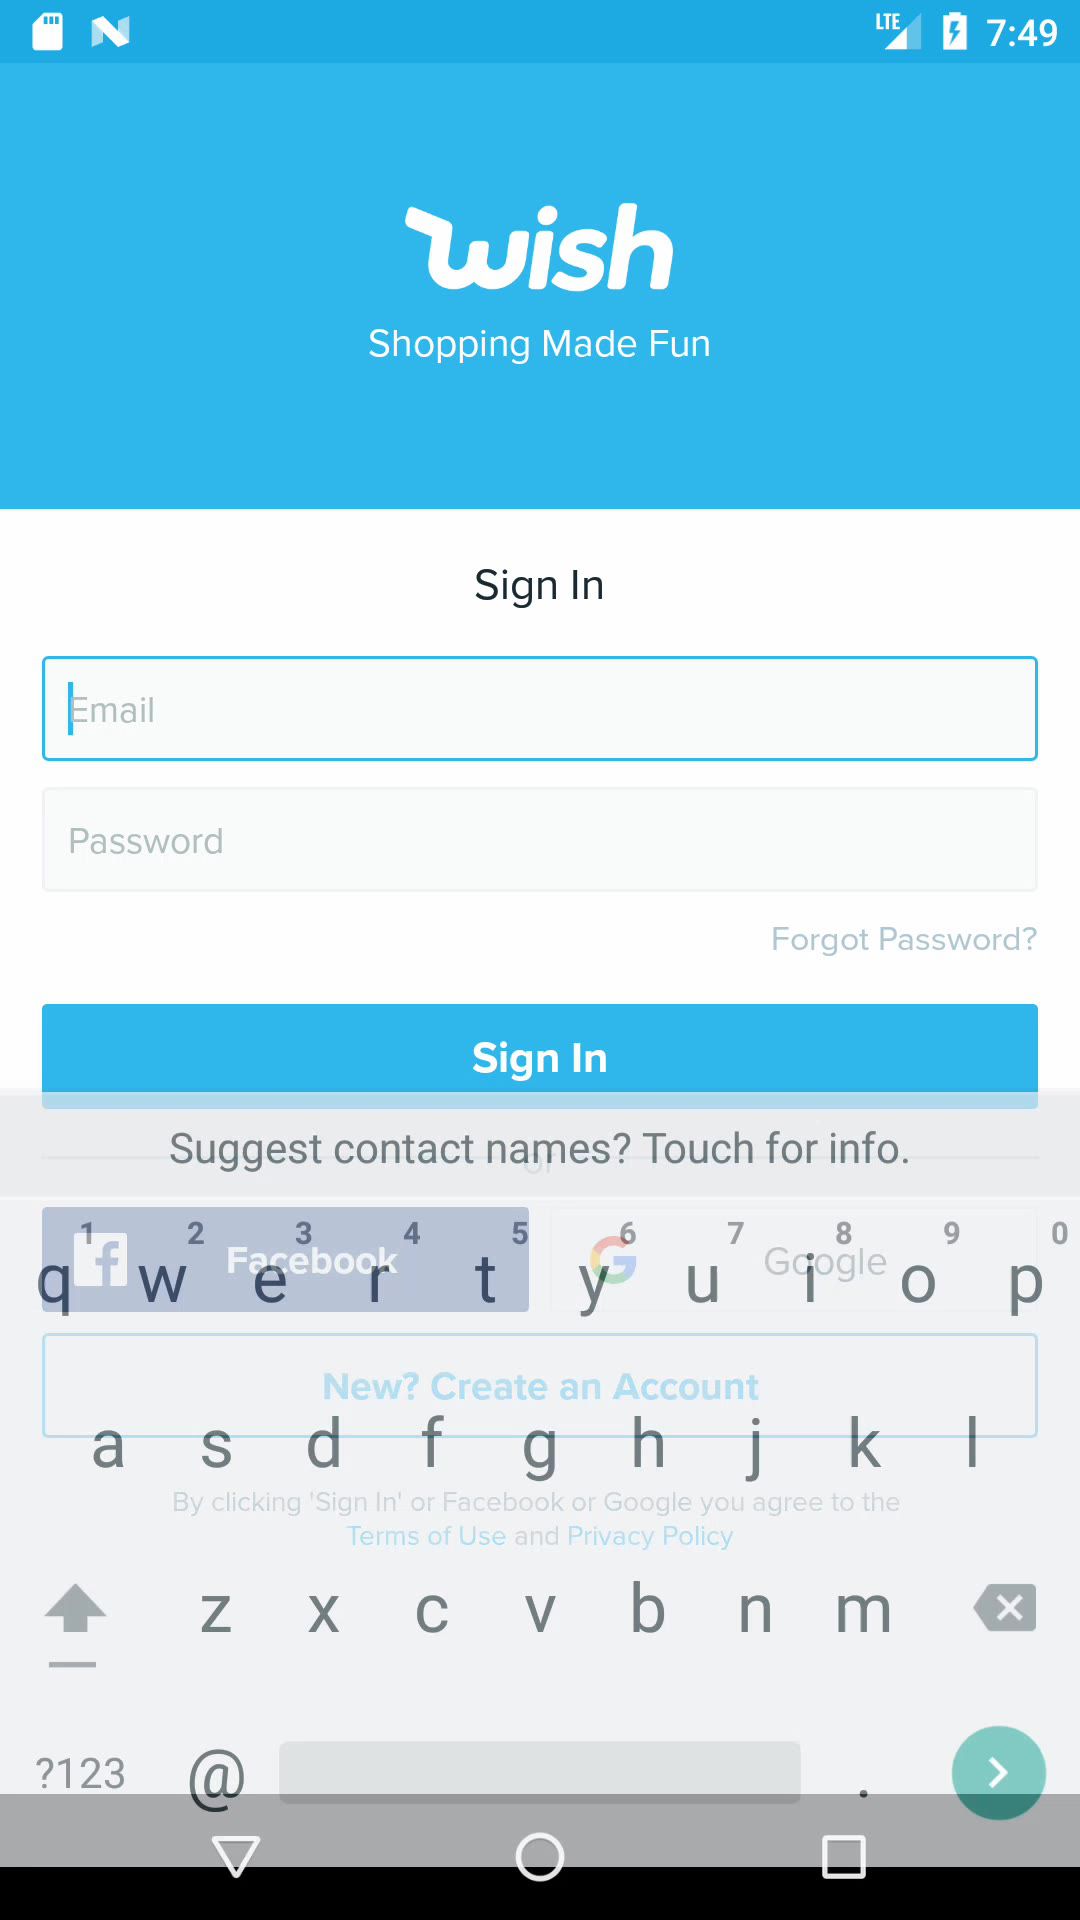 LTE 7:49
wish
Shopping Made Fun
Sign In
Email
Password
Forgot Password?
Sign In
or
Suggest contact names? Touch for info.
Facebook
Google
1 2 3 4 5 6 7 8 9 0
q w e r t y u i o p
New? Create an Account
a s d f g h j k l
By clicking 'Sign In' or Facebook or Google you agree to the
Terms of Use and Privacy Policy
z x c v b n m
?123 @ .